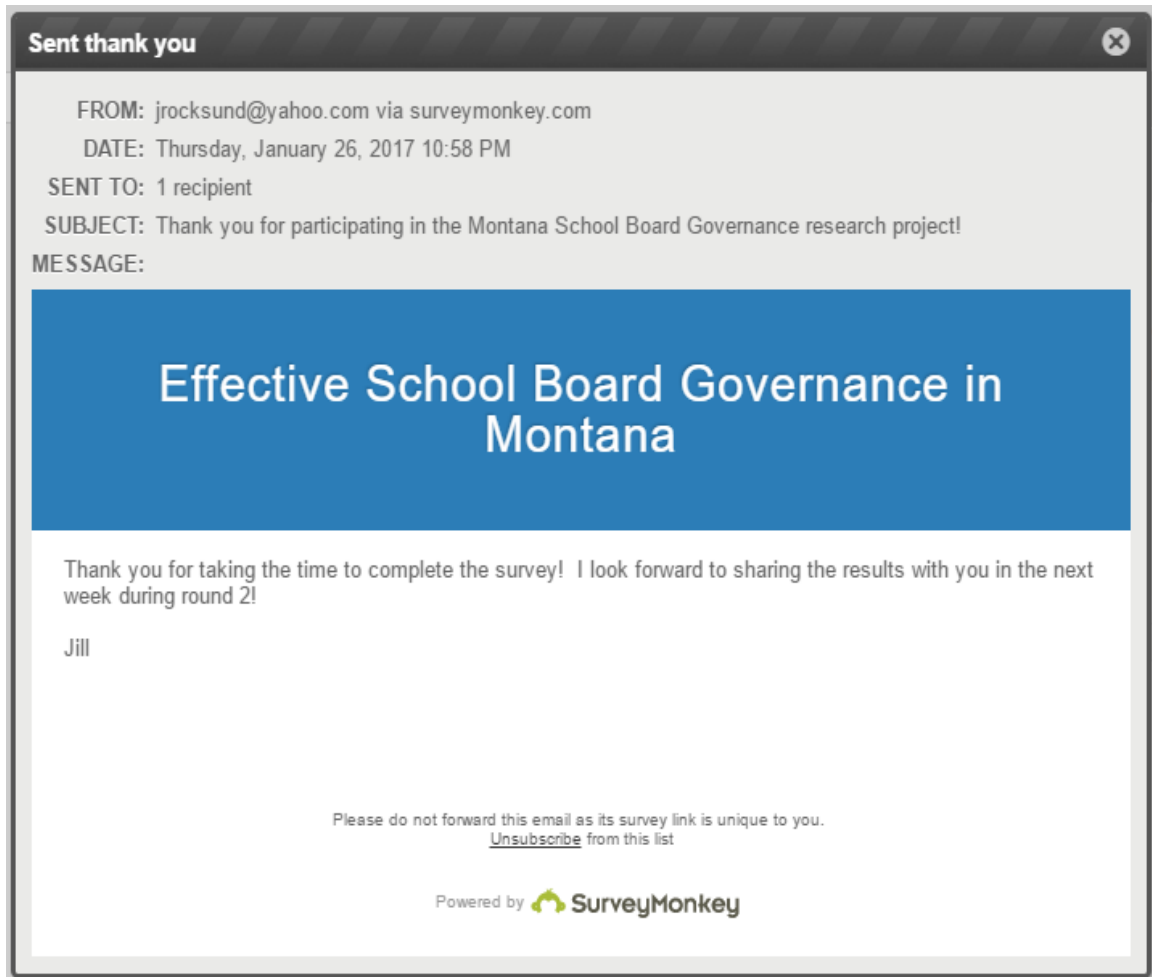 Sent thank you
FROM: jrocksund@yahoo.com via surveymonkey.com
DATE: Thursday, January 26, 2017 10:58 PM
SENT TO: 1 recipient
SUBJECT: Thank you for participating in the Montana School Board Governance research project!
MESSAGE:
Effective School Board Governance in
Montana
Thank you for taking the time to complete the survey!  I look forward to sharing the results with you in the next
week during round 2!
Jill
Please do not forward this email as its survey link is unique to you.
Unsubscribe from this list
Powered by SurveyMonkey